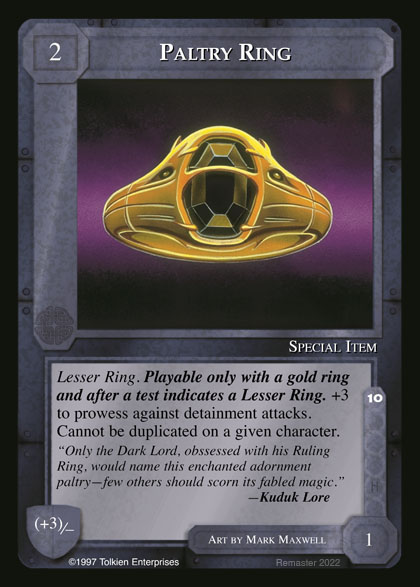 2
PALTRY RING
SPECIAL ITEM
Lesser Ring. Playable only with a gold ring
and after a test indicates a Lesser Ring. +3
to prowess against detainment attacks.
Cannot be duplicated on a given character.
“Only the Dark Lord, obssessed with his Ruling
Ring, would name this enchanted adornment
paltry—few others should scorn its fabled magic.”
—Kuduk Lore
10
H
(+3)/–
ART BY MARK MAXWELL
1
©1997 Tolkien Enterprises
Remaster 2022